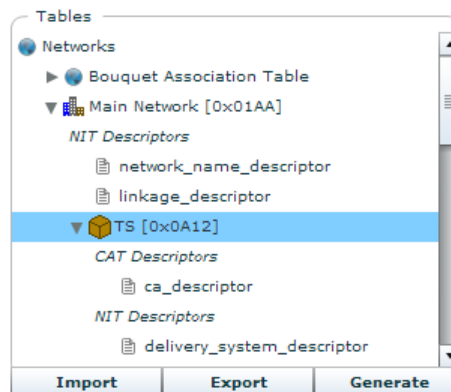 Tables
Networks
Bouquet Association Table
Main Network [0x01AA]
NIT Descriptors
network_name_descriptor
linkage_descriptor
TS [0x0A12]
CAT Descriptors
ca_descriptor
NIT Descriptors
delivery_system_descriptor
Import Export Generate